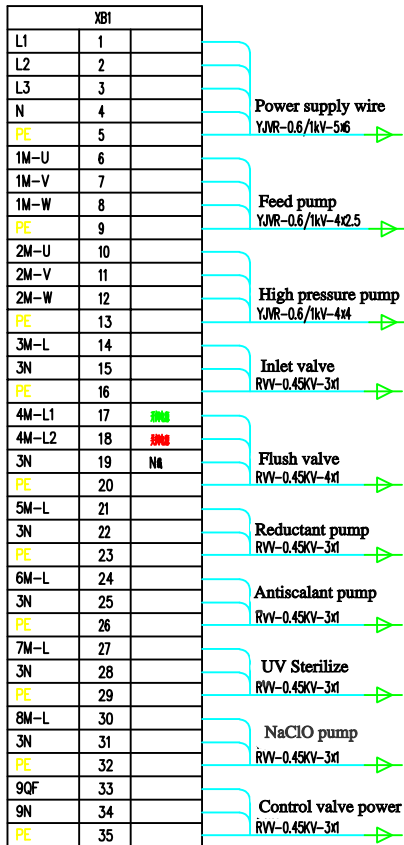 XB1
L1 1
L2 2
L3 3
N 4
Power supply wire
PE 5
YJVR-0.6/1kV-5x6
1M-U 6
1M-V 7
1M-W 8
Feed pump
PE 9
YJVR-0.6/1kV-4x2.5
2M-U 10
2M-V 11
2M-W 12
High pressure pump
PE 13
YJVR-0.6/1kV-4x4
3M-L 14
3N 15
Inlet valve
PE 16
RVV-0.45KV-3x1
4M-L1 17
4M-L2 18
3N 19
Flush valve
PE 20
RVV-0.45KV-4x1
5M-L 21
3N 22
Reductant pump
PE 23
RVV-0.45KV-3x1
6M-L 24
3N 25
Antiscalant pump
PE 26
RVV-0.45KV-3x1
7M-L 27
3N 28
UV Sterilize
PE 29
RVV-0.45KV-3x1
8M-L 30
3N 31
NaClO pump
PE 32
RVV-0.45KV-3x1
9QF 33
9N 34
Control valve power
PE 35
RVV-0.45KV-3x1